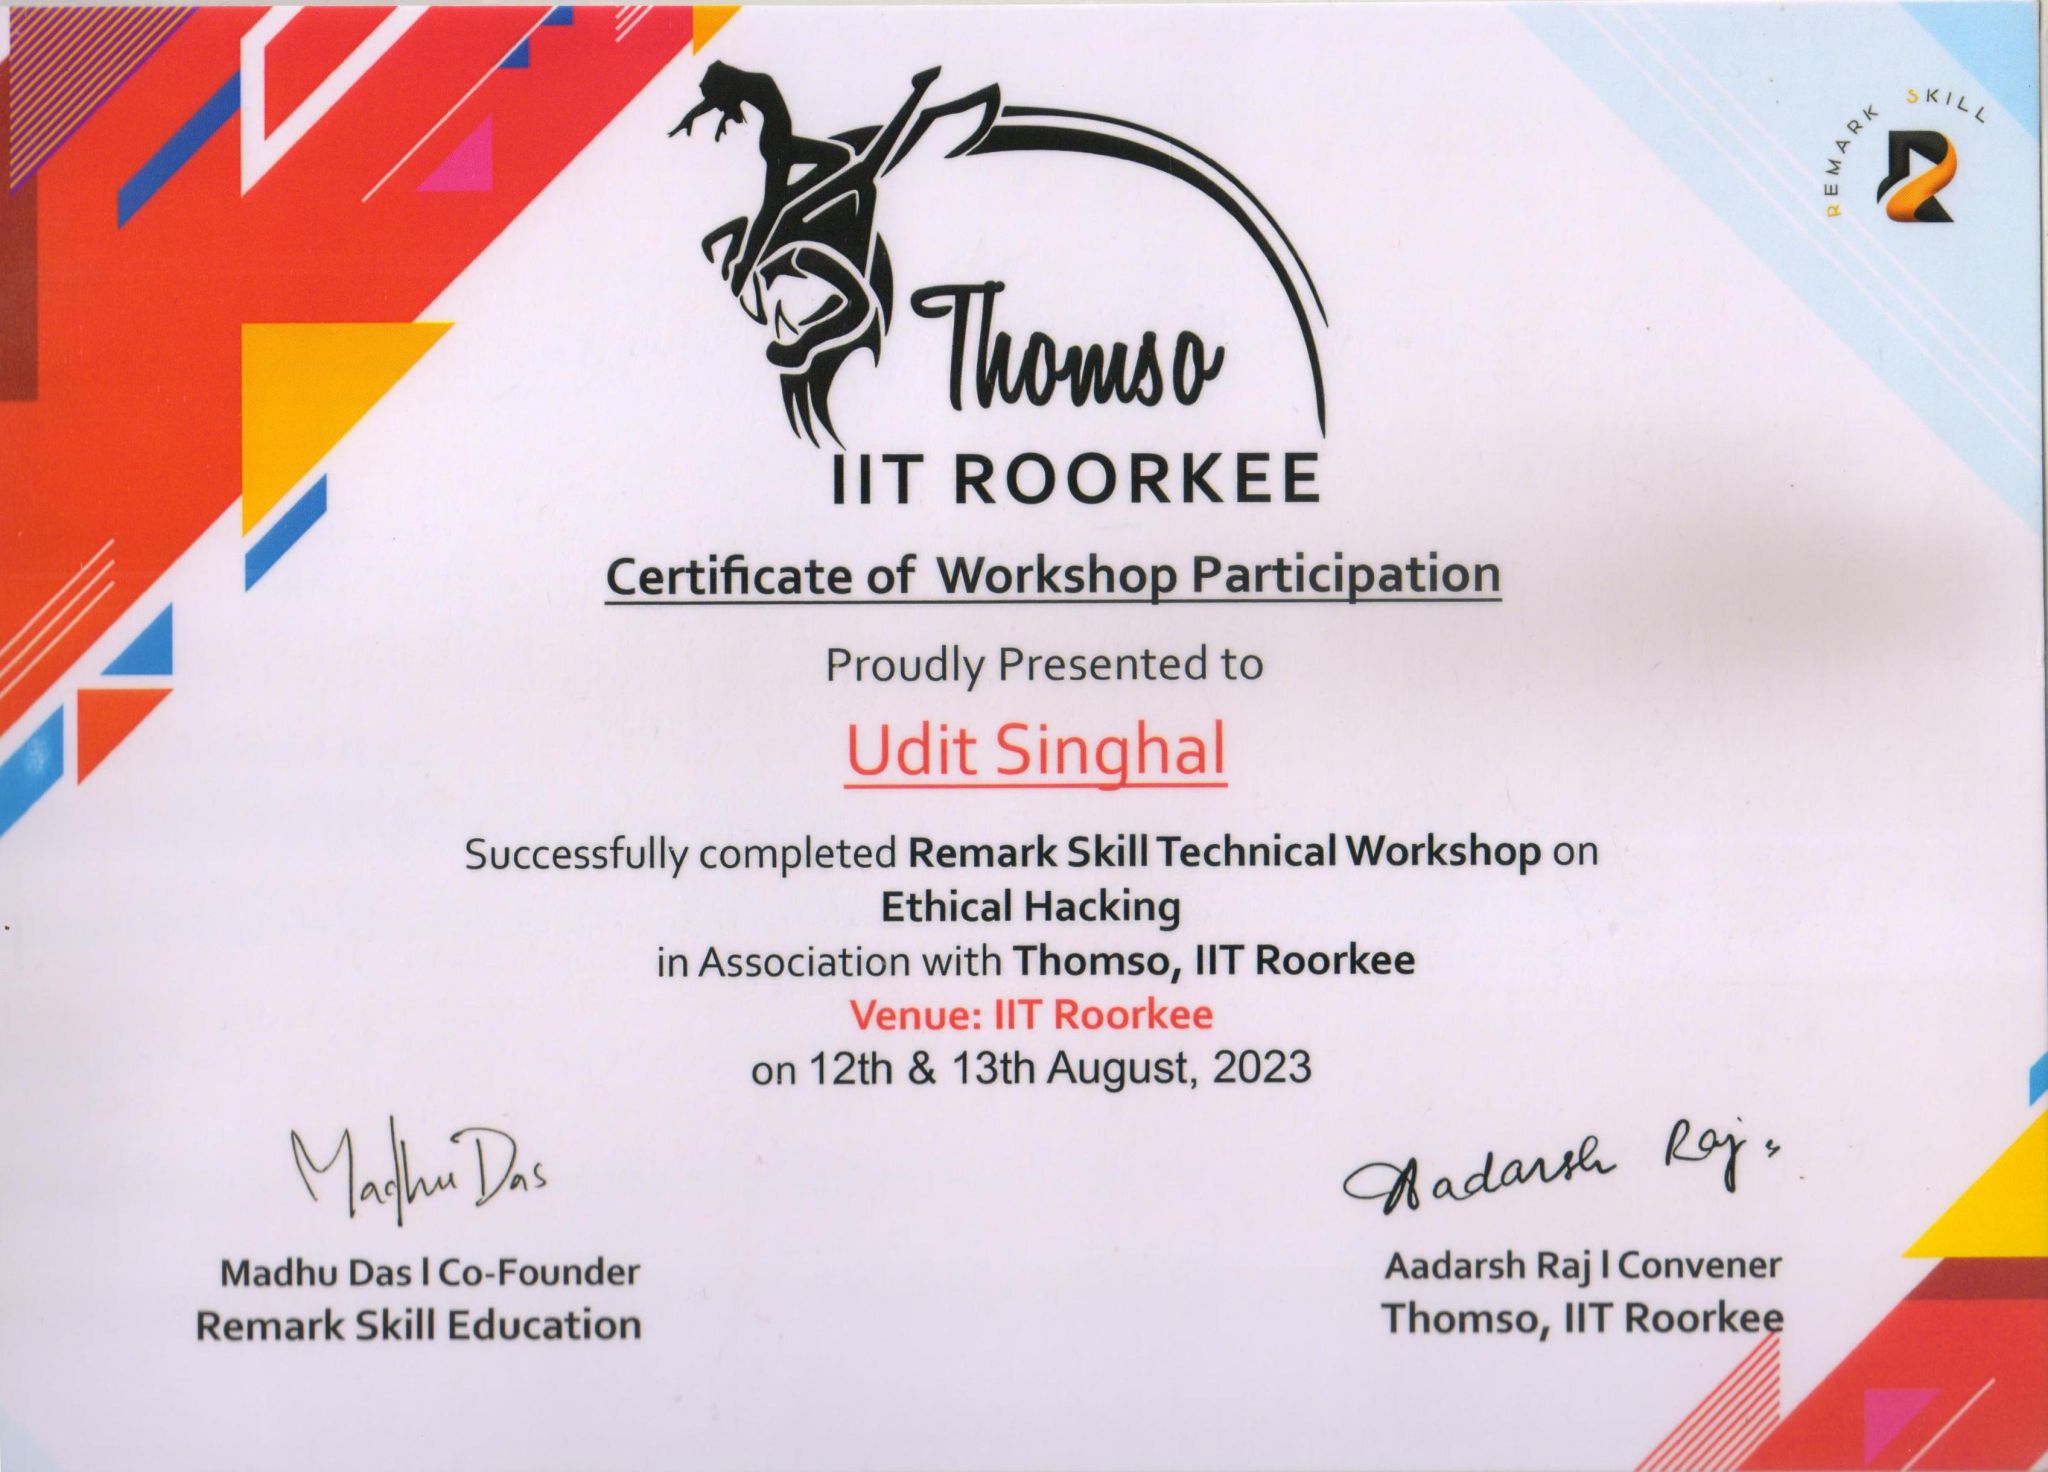 REMARK SKILL
Thomso
IIT ROORKEE
Certificate of Workshop Participation
Proudly Presented to
Udit Singhal
Successfully completed Remark Skill Technical Workshop on
Ethical Hacking
in Association with Thomso, IIT Roorkee
Venue: IIT Roorkee
on 12th & 13th August, 2023
Madhu Das
Aadarsh Raj
Madhu Das l Co-Founder
Remark Skill Education
Aadarsh Raj l Convener
Thomso, IIT Roorkee